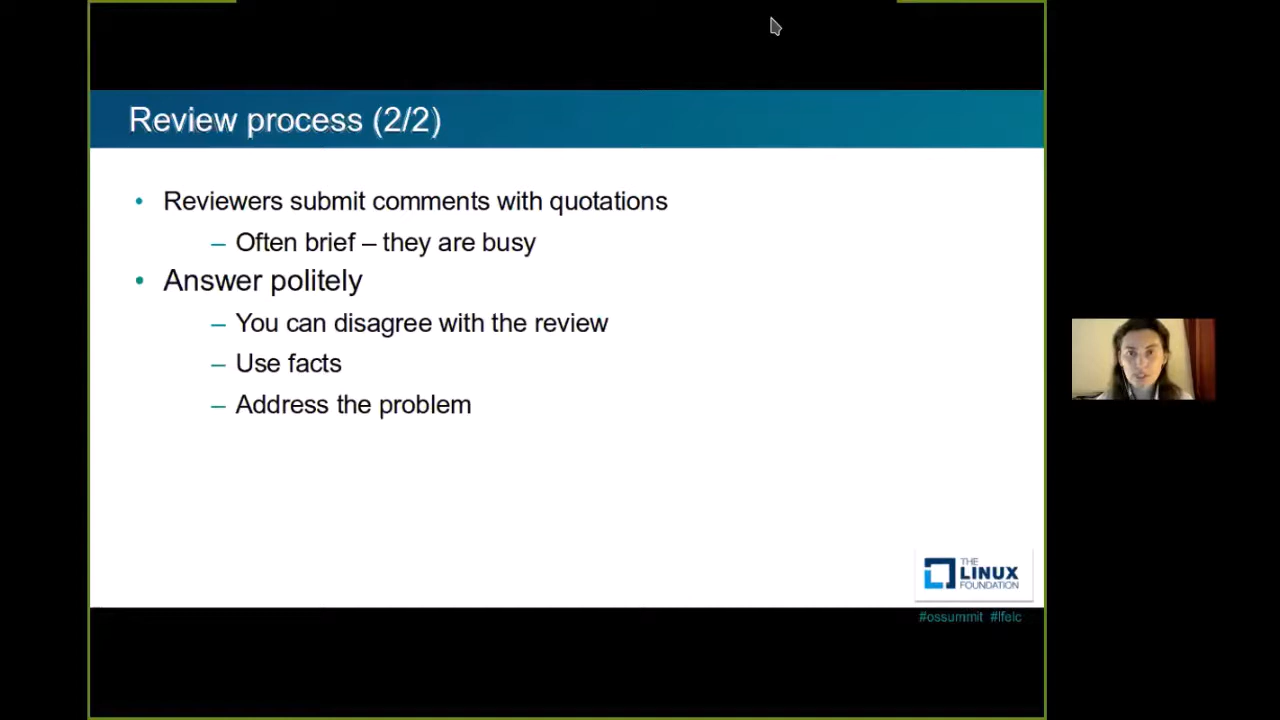 Review process (2/2)
• Reviewers submit comments with quotations
– Often brief – they are busy
• Answer politely
– You can disagree with the review
– Use facts
– Address the problem
THE
LINUX
FOUNDATION
#ossummit #lfelc